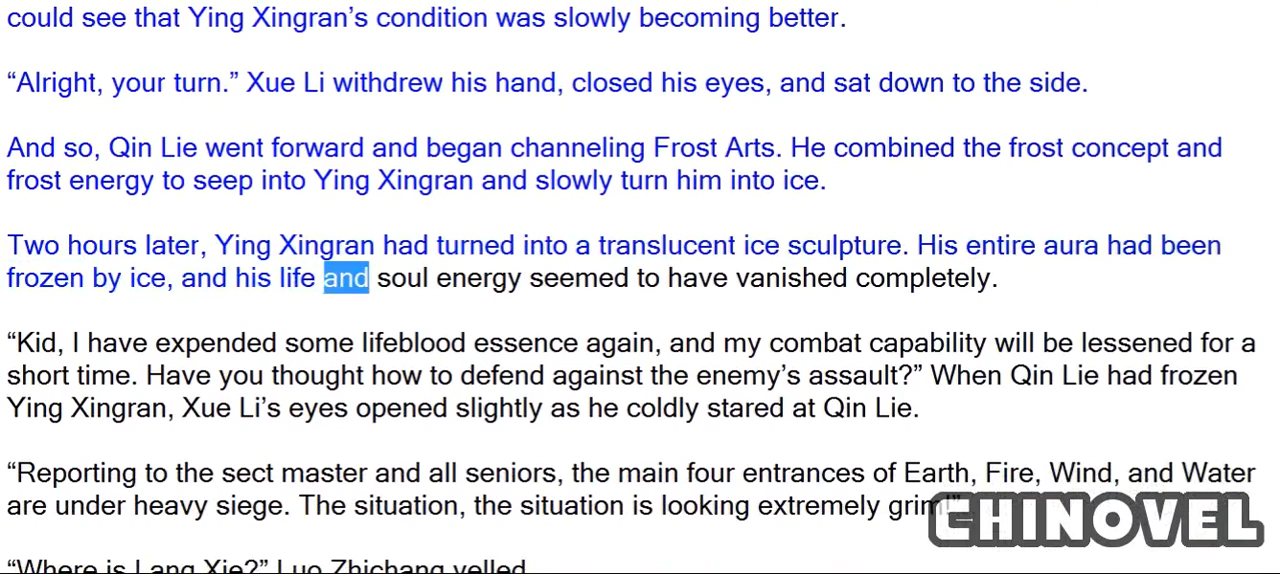 could see that Ying Xingran’s condition was slowly becoming better.
“Alright, your turn.” Xue Li withdrew his hand, closed his eyes, and sat down to the side.
And so, Qin Lie went forward and began channeling Frost Arts. He combined the frost concept and
frost energy to seep into Ying Xingran and slowly turn him into ice.
Two hours later, Ying Xingran had turned into a translucent ice sculpture. His entire aura had been
frozen by ice, and his life and soul energy seemed to have vanished completely.
“Kid, I have expended some lifeblood essence again, and my combat capability will be lessened for a
short time. Have you thought how to defend against the enemy’s assault?” When Qin Lie had frozen
Ying Xingran, Xue Li’s eyes opened slightly as he coldly stared at Qin Lie.
“Reporting to the sect master and all seniors, the main four entrances of Earth, Fire, Wind, and Water
are under heavy siege. The situation, the situation is looking extremely grim!”
CHINOVEL
“Where is Lang Xie?” Luo Zhichang yelled.